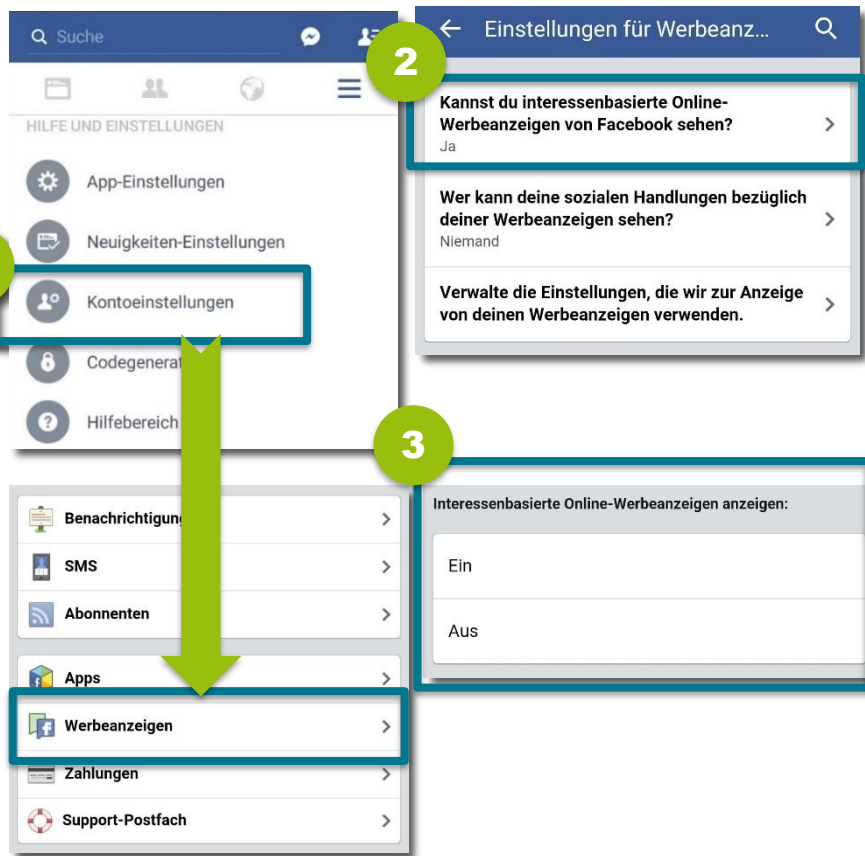 Suche
HILFE UND EINSTELLUNGEN
App-Einstellungen
Neuigkeiten-Einstellungen
Kontoeinstellungen
Hilfebereich
Apps
Werbeanzeigen
SMS
Abonnenten
Zahlungen
Support-Postfach
2
Einstellungen für Werbeanz...
Kannst du interessenbasierte Online-
Werbeanzeigen von Facebook sehen?
Ja
Wer kann deine sozialen Handlungen bezüglich
deiner Werbeanzeigen sehen?
Niemand
Verwalte die Einstellungen, die wir zur Anzeige
von deinen Werbeanzeigen verwenden.
3
Interessenbasierte Online-Werbeanzeigen anzeigen:
Ein
Aus